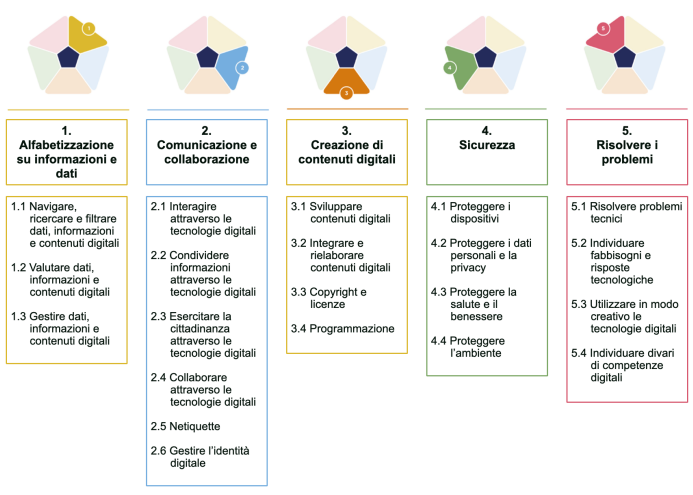 1
2
3
4
5
1.
Alfabetizzazione
su informazioni e
dati
1.1 Navigare,
ricercare e filtrare
dati, informazioni
e contenuti digitali
1.2 Valutare dati,
informazioni e
contenuti digitali
1.3 Gestire dati,
informazioni e
contenuti digitali
2.
Comunicazione e
collaborazione
2.1 Interagire
attraverso le
tecnologie digitali
2.2 Condividere
informazioni
attraverso le
tecnologie digitali
2.3 Esercitare la
cittadinanza
attraverso le
tecnologie digitali
2.4 Collaborare
attraverso le
tecnologie digitali
2.5 Netiquette
2.6 Gestire l’identità
digitale
3.
Creazione di
contenuti digitali
3.1 Sviluppare
contenuti digitali
3.2 Integrare e
rielaborare
contenuti digitali
3.3 Copyright e
licenze
3.4 Programmazione
4.
Sicurezza
4.1 Proteggere i
dispositivi
4.2 Proteggere i dati
personali e la
privacy
4.3 Proteggere la
salute e il
benessere
4.4 Proteggere
l’ambiente
5.
Risolvere i
problemi
5.1 Risolvere problemi
tecnici
5.2 Individuare
fabbisogni e
risposte
tecnologiche
5.3 Utilizzare in modo
creativo le
tecnologie digitali
5.4 Individuare divari
di competenze
digitali